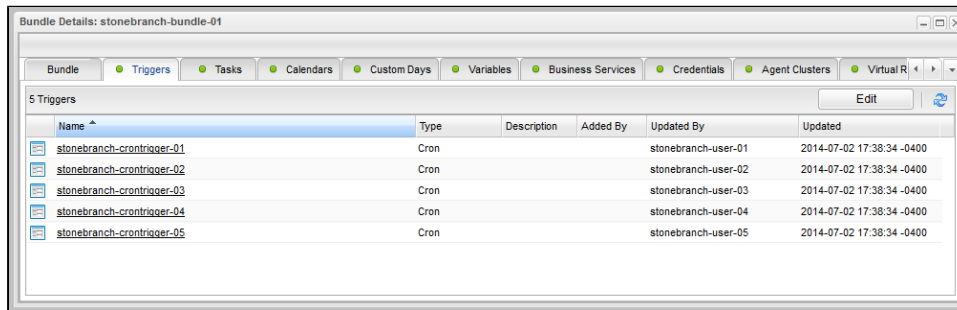 Bundle Details: stonebranch-bundle-01
Bundle Triggers Tasks Calendars Custom Days Variables Business Services Credentials Agent Clusters Virtual R
5 Triggers Edit
Name Type Description Added By Updated By Updated
stonebranch-crontrigger-01 Cron stonebranch-user-01 2014-07-02 17:38:34 -0400
stonebranch-crontrigger-02 Cron stonebranch-user-02 2014-07-02 17:38:34 -0400
stonebranch-crontrigger-03 Cron stonebranch-user-03 2014-07-02 17:38:34 -0400
stonebranch-crontrigger-04 Cron stonebranch-user-04 2014-07-02 17:38:34 -0400
stonebranch-crontrigger-05 Cron stonebranch-user-05 2014-07-02 17:38:34 -0400